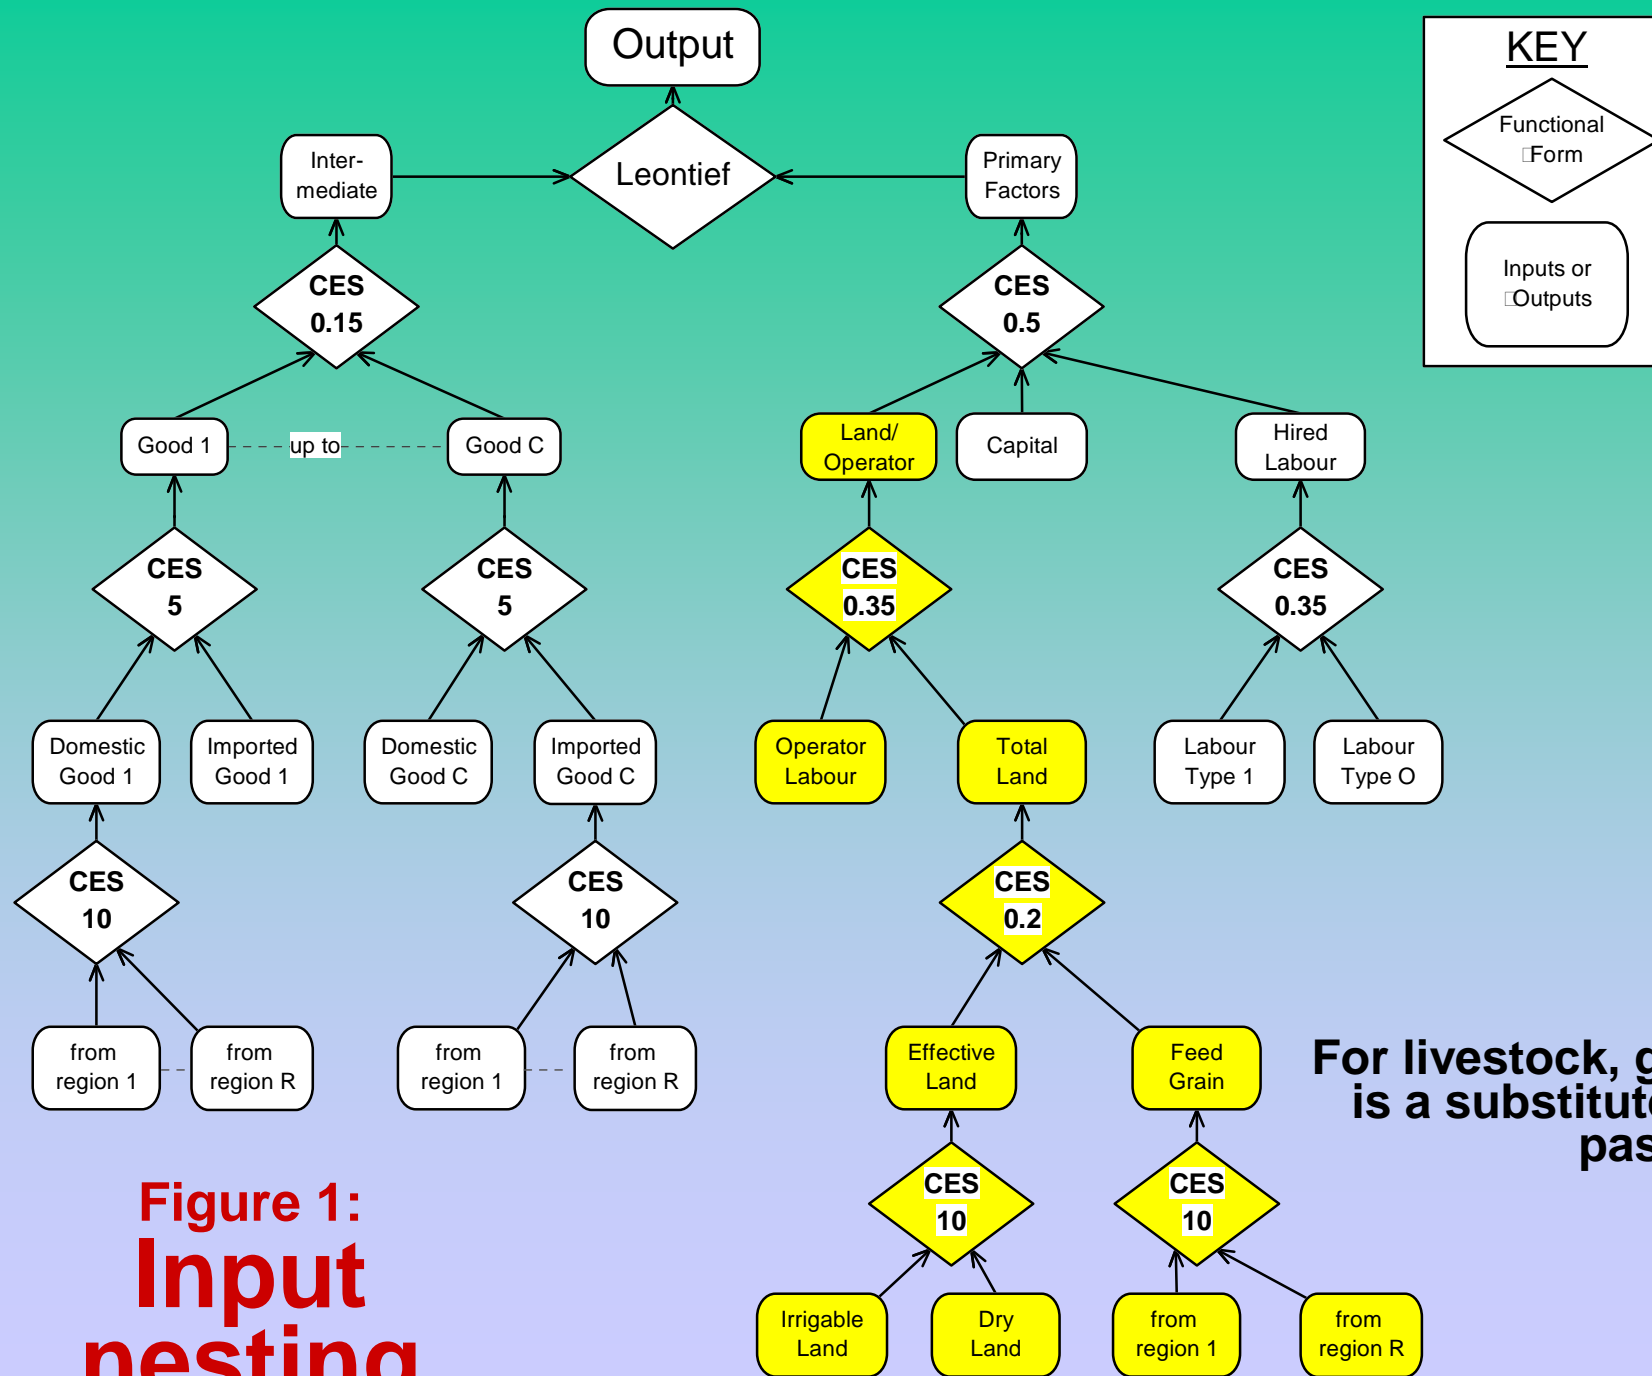 Output
KEY
Functional
Form
Inputs or
Outputs
Inter-
mediate
Leontief
Primary
Factors
CES
0.15
CES
0.5
Good 1
up to
Good C
Land/
Operator
Capital
Hired
Labour
CES
5
CES
5
CES
0.35
CES
0.35
Domestic
Good 1
Imported
Good 1
Domestic
Good C
Imported
Good C
Operator
Labour
Total
Land
Labour
Type 1
Labour
Type O
CES
10
CES
10
CES
0.2
from
region 1
from
region R
from
region 1
from
region R
Effective
Land
Feed
Grain
For livestock,
is a
CES
10
CES
10
Irrigable
Land
Dry
Land
from
region 1
from
region R
Figure 1:
Input
nesting